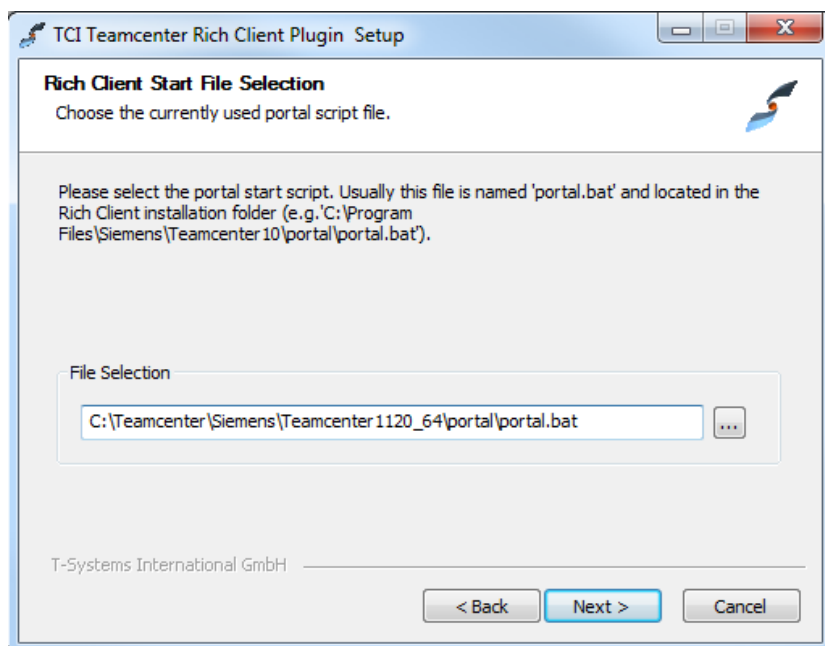 TCI Teamcenter Rich Client Plugin  Setup
Rich Client Start File Selection
Choose the currently used portal script file.
Please select the portal start script. Usually this file is named 'portal.bat' and located in the
Rich Client installation folder (e.g.'C:\Program
Files\Siemens\Teamcenter10\portal\portal.bat').
File Selection
C:\Teamcenter\Siemens\Teamcenter1120_64\portal\portal.bat
...
T-Systems International GmbH
< Back
Next >
Cancel